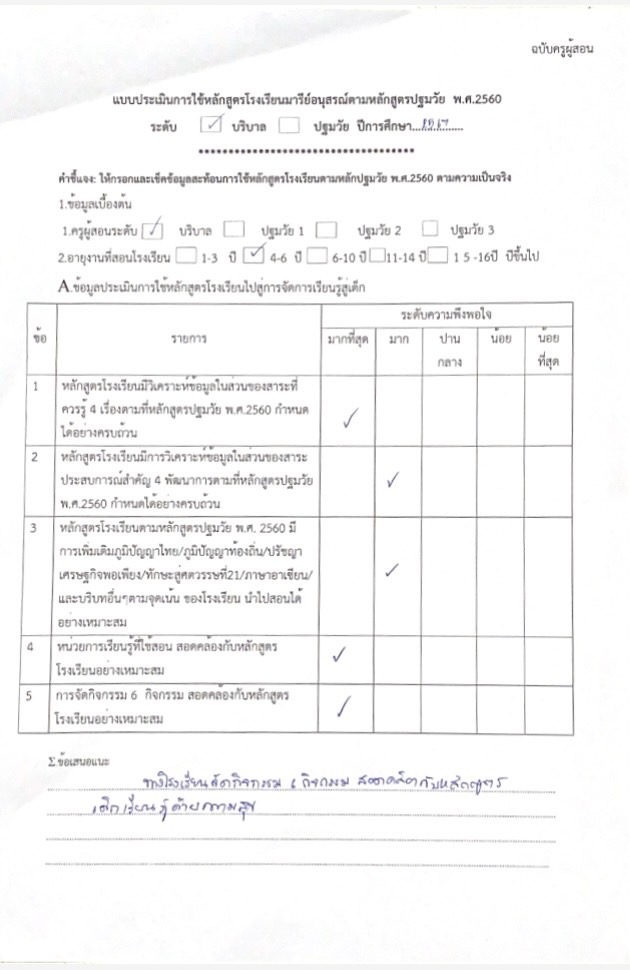 ฉบับครูผู้สอน
แบบประเมินการใช้หลักสูตรโรงเรียนมารีย์อนุสรณ์ตามหลักสูตรปฐมวัย พ.ศ.2560
ระดับ ✓ บริบาล ปฐมวัย ปีการศึกษา
คำชี้แจง: ให้กรอกและเช็คข้อมูลสะท้อนการใช้หลักสูตรโรงเรียนตามหลักปฐมวัย พ.ศ.2560 ตามความเป็นจริง
1.ข้อมูลเบื้องต้น
1.ครูผู้สอนระดับ ✓ บริบาล ปฐมวัย 1 ปฐมวัย 2 ปฐมวัย 3
2.อายุงานที่สอนโรงเรียน 1-3 ปี ✓ 4-6 ปี 6-10 ปี 11-14 ปี 1 5 -16ปี ปีขึ้นไป
A.ข้อมูลประเมินการใช้หลักสูตรโรงเรียนไปสู่การจัดการเรียนรู้สู่เด็ก
ข้อ รายการ ระดับความพึงพอใจ
มากที่สุด มาก ปาน น้อย น้อย
กลาง ที่สุด
1 หลักสูตรโรงเรียนมีวิเคราะห์ข้อมูลในส่วนของสาระที่
ควรรู้ 4 เรื่องตามที่หลักสูตรปฐมวัย พ.ศ.2560 กำหนด
ได้อย่างครบถ้วน ✓
2 หลักสูตรโรงเรียนมีการวิเคราะห์ข้อมูลในส่วนของสาระ
ประสบการณ์สำคัญ 4 พัฒนาการตามที่หลักสูตรปฐมวัย ✓
พ.ศ.2560 กำหนดได้อย่างครบถ้วน
3 หลักสูตรโรงเรียนตามหลักสูตรปฐมวัย พ.ศ. 2560 มี
การเพิ่มเติมภูมิปัญญาไทย/ภูมิปัญญาท้องถิ่น/ปรัชญา
เศรษฐกิจพอเพียง/ทักษะสู่ศตวรรษที่21/ภาษาอาเซียน/ ✓
และบริบทอื่นๆตามจุดเน้น ของโรงเรียน นำไปสอนได้
อย่างเหมาะสม
4 หน่วยการเรียนรู้ที่ใช้สอน สอดคล้องกับหลักสูตร ✓
โรงเรียนอย่างเหมาะสม
5 การจัดกิจกรรม 6 กิจกรรม สอดคล้องกับหลักสูตร ✓
โรงเรียนอย่างเหมาะสม
Σ.ข้อเสนอแนะ
ทางโรงเรียนจัดกิจกรรม 6 กิจกรรม สอดคล้องกับหลักสูตร
เด็กเรียนรู้ด้วยความสุข